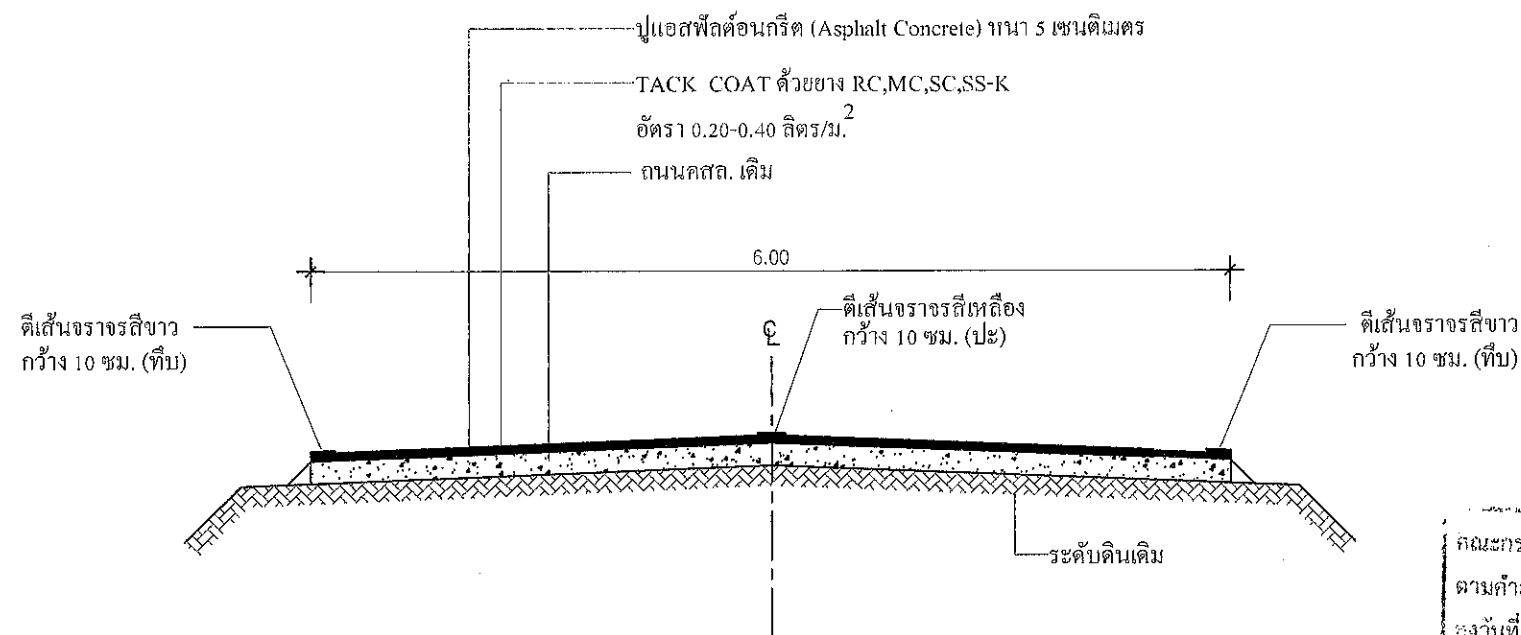 ปูแอสฟัลต์อนกรีต (Asphalt Concrete) หนา 5 เซนติเมตร
TACK COAT ด้วยยาง RC,MC,SC,SS-K
อัตรา 0.20-0.40 ลิตร/ม.2
ถนนคสล. เดิม
6.00
ตีเส้นจราจรสีขาว
กว้าง 10 ซม. (ทึบ)
ตีเส้นจราจรสีเหลือง
กว้าง 10 ซม. (ปะ)
ตีเส้นจราจรสีขาว
กว้าง 10 ซม. (ทึบ)
ระดับดินเดิม
คณะกร